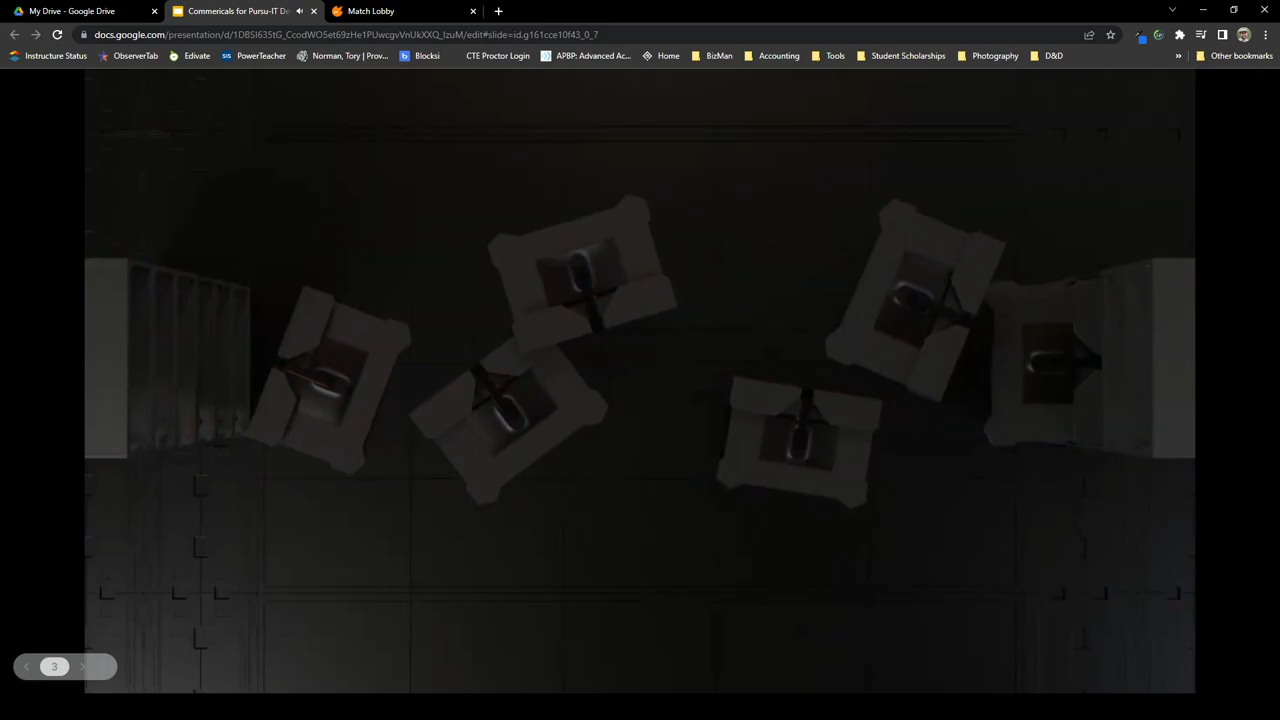 My Drive - Google Drive
Commericals for Pursu-IT De
Match Lobby
docs.google.com/presentation/d/1DBSI635tG_CcodWO5et69zHe1PUwcgvVnUkXXQ_IzuM/edit#slide=id.g161cce10f43_0_7
Instructure Status
ObserverTab
Edivate
SIS PowerTeacher
Norman, Tory | Prov...
b Blocksi
CTE Proctor Login
APBP: Advanced Ac...
Home
BizMan
Accounting
Tools
Student Scholarships
Photography
D&D
»
Other bookmarks
3